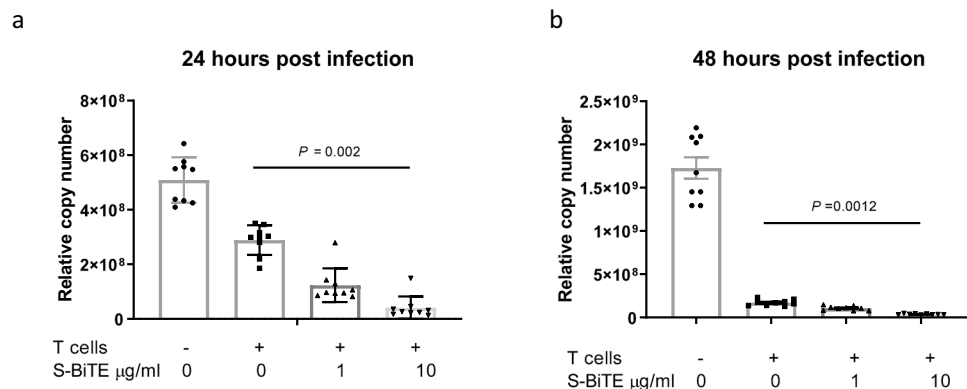 a
24 hours post infection
Relative copy number
8×10⁸
6×10⁸
4×10⁸
2×10⁸
0
P = 0.002
T cells - + + +
S-BiTE µg/ml 0 0 1 10
b
48 hours post infection
Relative copy number
2.5×10⁹
2×10⁹
1.5×10⁹
1×10⁹
5×10⁸
0
P =0.0012
T cells - + + +
S-BiTE µg/ml 0 0 1 10